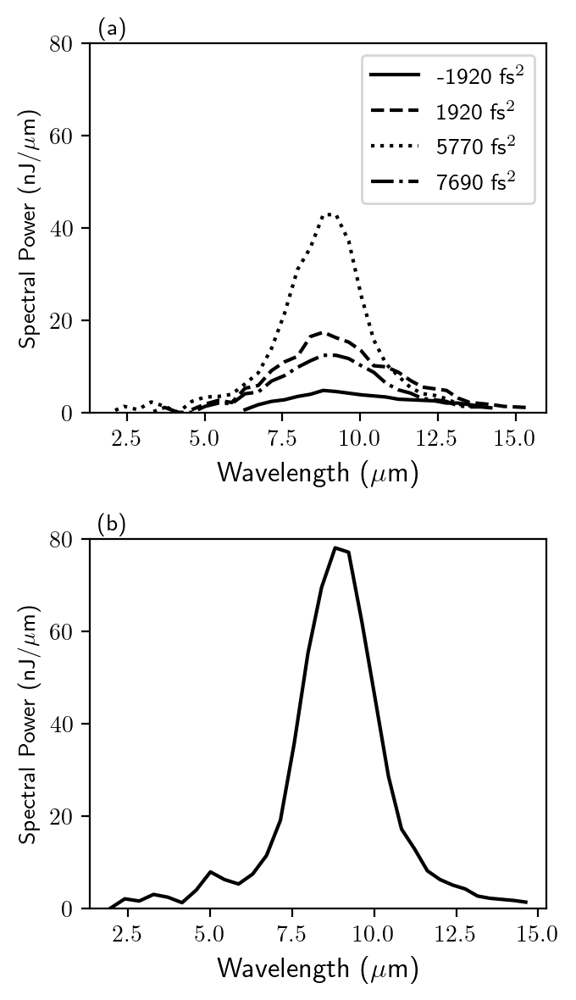 (a)
80
60
40
20
0
Spectral Power (nJ/μm)
-1920 fs²
1920 fs²
5770 fs²
7690 fs²
2.5 5.0 7.5 10.0 12.5 15.0
Wavelength (μm)
(b)
80
60
40
20
0
Spectral Power (nJ/μm)
2.5 5.0 7.5 10.0 12.5 15.0
Wavelength (μm)